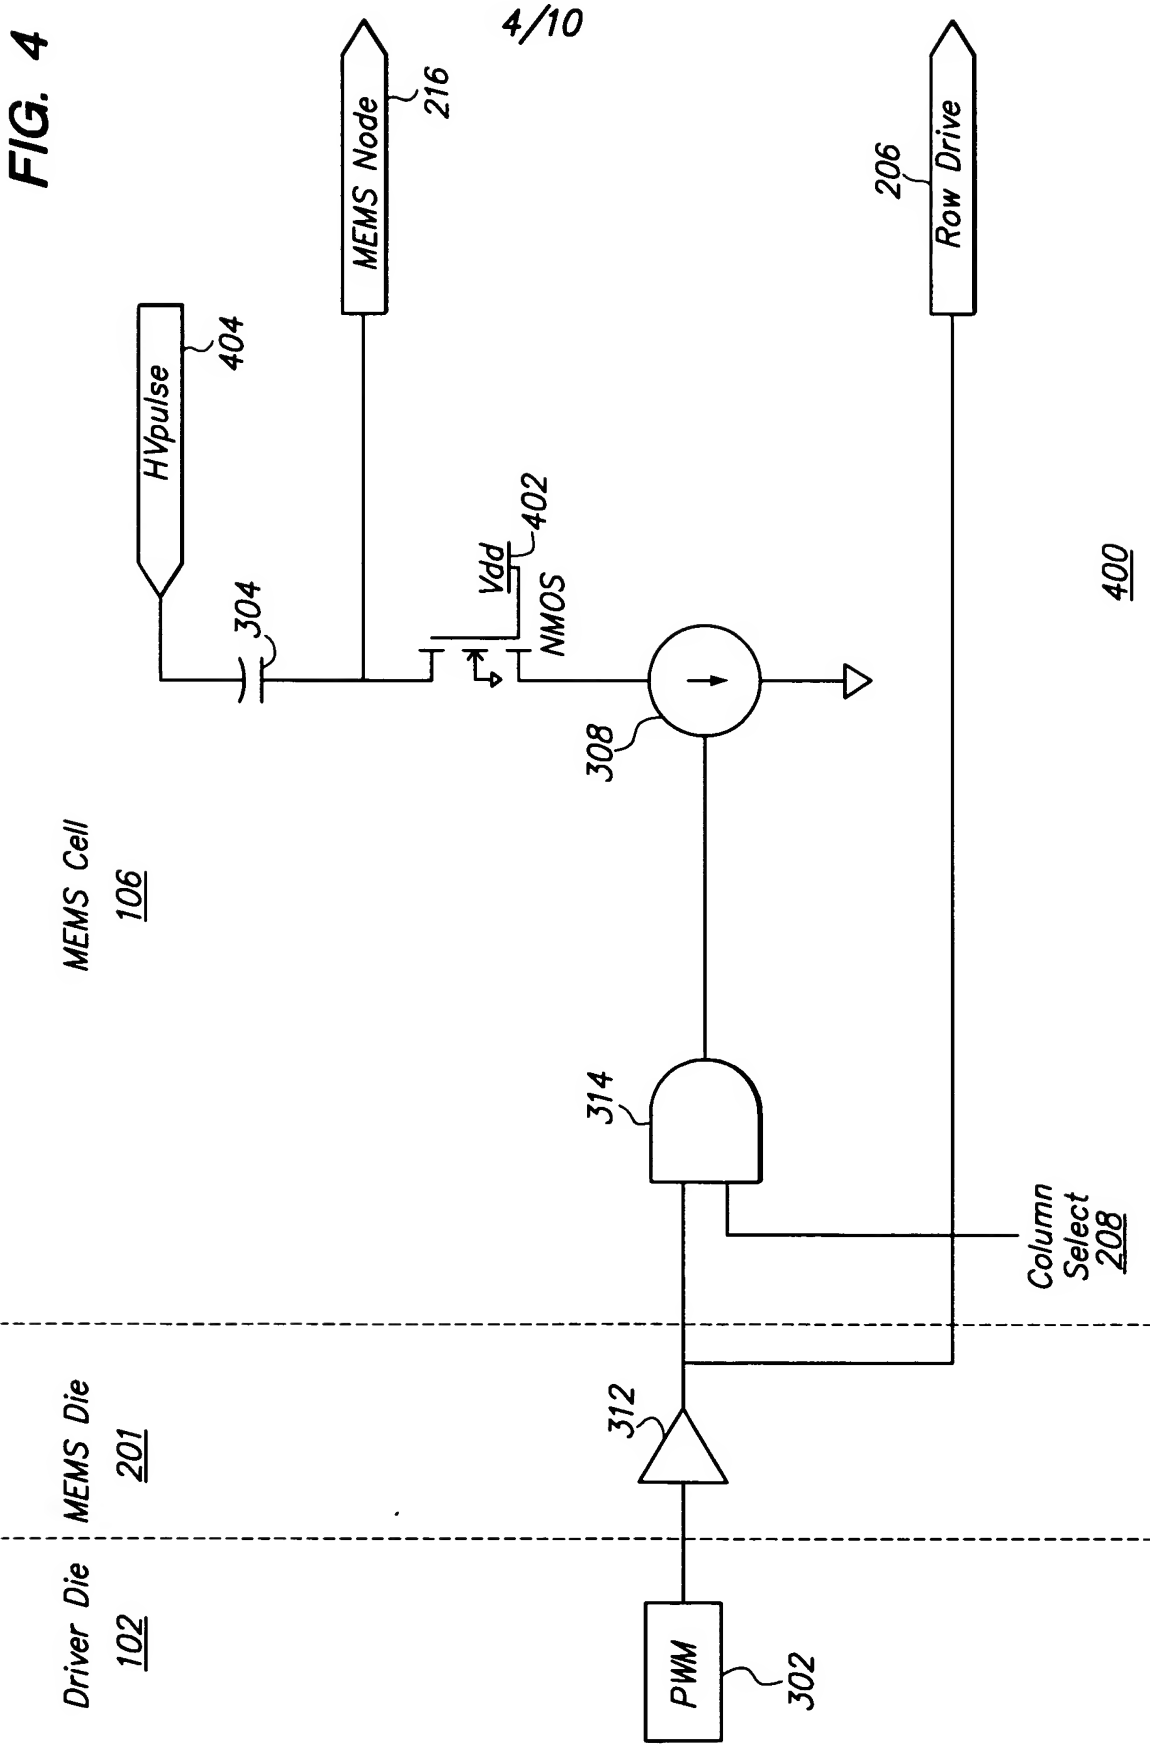 4/10
FIG. 4
Driver Die
102
MEMS Die
201
MEMS Cell
106
HVpulse
404
304
MEMS Node
216
Vdd
402
NMOS
308
314
312
PWM
302
206
Row Drive
Column
Select
208
400